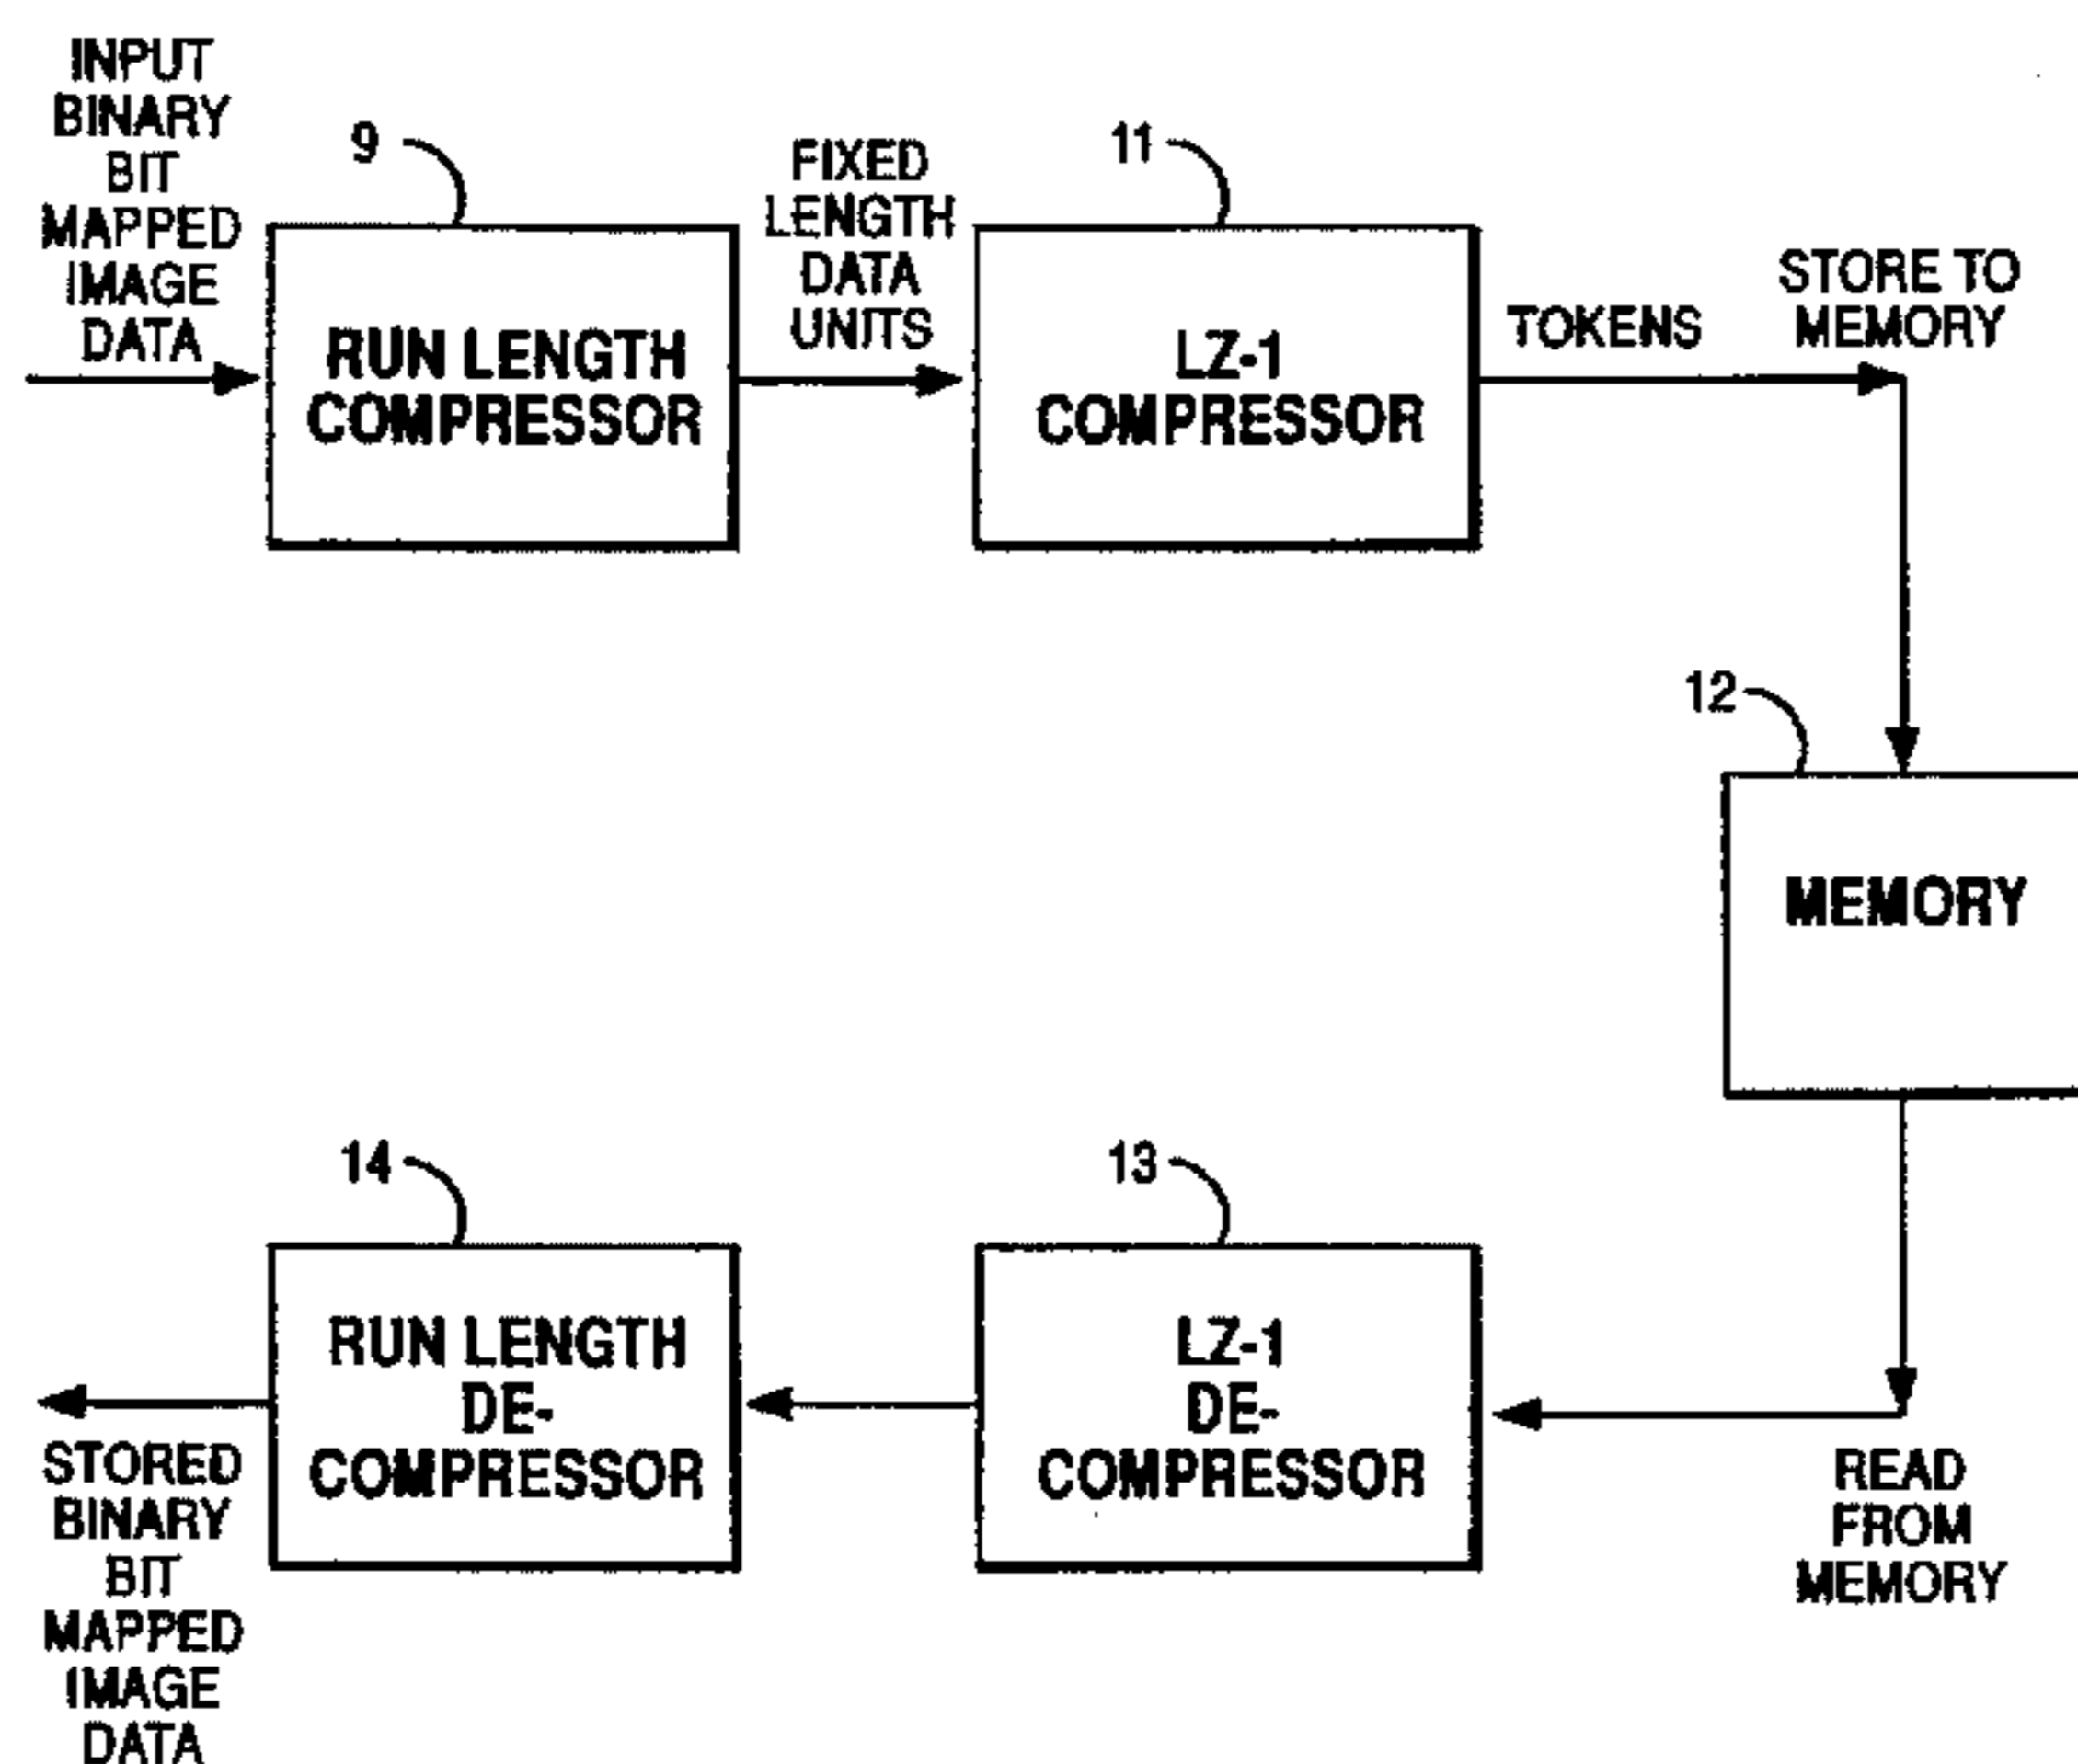 INPUT
BINARY
BIT
MAPPED
IMAGE
DATA
9
RUN LENGTH
COMPRESSOR
FIXED
LENGTH
DATA
UNITS
11
LZ-1
COMPRESSOR
TOKENS
STORE TO
MEMORY
12
MEMORY
14
RUN LENGTH
DE-
COMPRESSOR
13
LZ-1
DE-
COMPRESSOR
READ
FROM
MEMORY
STORED
BINARY
BIT
MAPPED
IMAGE
DATA